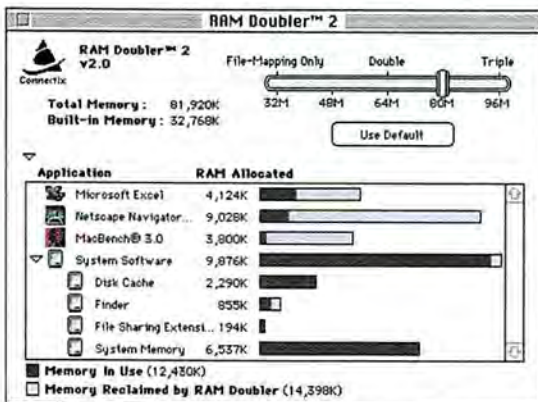 RAM Doubler™ 2
RAM Doubler™ 2
v2.0
Connectix
File-Mapping Only Double Triple
32M 48M 64M 80M 96M
Total Memory : 81,920K
Built-in Memory : 32,768K
Use Default
Application RAM Allocated
Microsoft Excel 4,124K
Netscape Navigator... 9,028K
MacBench® 3.0 3,800K
System Software 9,876K
Disk Cache 2,290K
Finder 855K
File Sharing Extensi... 194K
System Memory 6,537K
Memory In Use (12,430K)
Memory Reclaimed by RAM Doubler (14,398K)